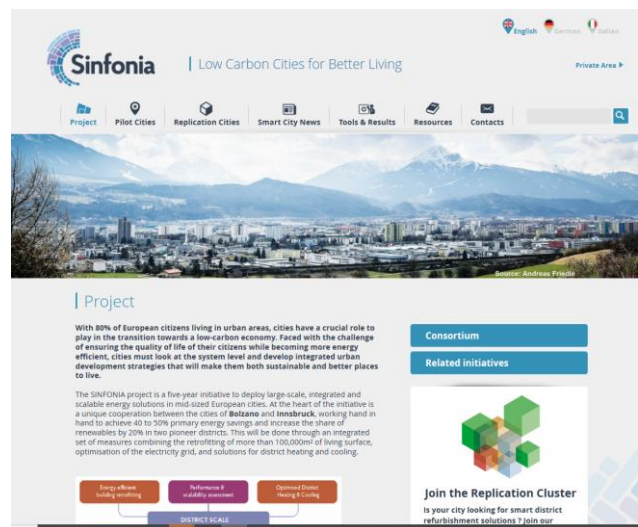 English German Italian
Sinfonia
Low Carbon Cities for Better Living
Private Area
Project Pilot Cities Replication Cities Smart City News Tools & Results Resources Contacts
Source: Andreas Friedle
Project
With 80% of European citizens living in urban areas, cities have a crucial role to
play in the transition towards a low-carbon economy. Faced with the challenge
of ensuring the quality of life of their citizens while becoming more energy
efficient, cities must look at the system level and develop integrated urban
development strategies that will make them both sustainable and better places
to live.
The SINFONIA project is a five-year initiative to deploy large-scale, integrated and
scalable energy solutions in mid-sized European cities. At the heart of the initiative is
a unique cooperation between the cities of Bolzano and Innsbruck, working hand in
hand to achieve 40 to 50% primary energy savings and increase the share of
renewables by 20% in two pioneer districts. This will be done through an integrated
set of measures combining the retrofitting of more than 100,000m² of living surface,
optimisation of the electricity grid, and solutions for district heating and cooling.
Energy efficient
building retrofitting
Performance &
scalability assessment
Optimised District
Heating & Cooling
DISTRICT SCALE
Consortium
Related initiatives
Join the Replication Cluster
Is your city looking for smart district
refurbishment solutions ? Join our